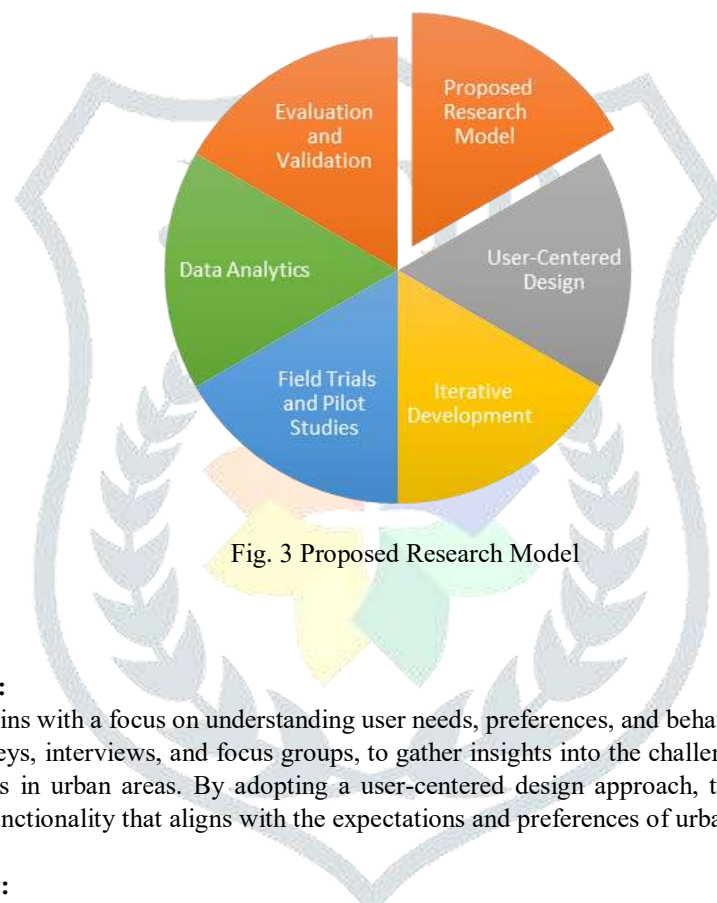 Evaluation
and
Validation
Proposed
Research
Model
Data Analytics
User-Centered
Design
Field Trials
and Pilot
Studies
Iterative
Development
Fig. 3 Proposed Research Model
:
ins with a focus on understanding user needs, preferences, and beha
eys, interviews, and focus groups, to gather insights into the challen
s in urban areas. By adopting a user-centered design approach, t
unctionality that aligns with the expectations and preferences of urba
: